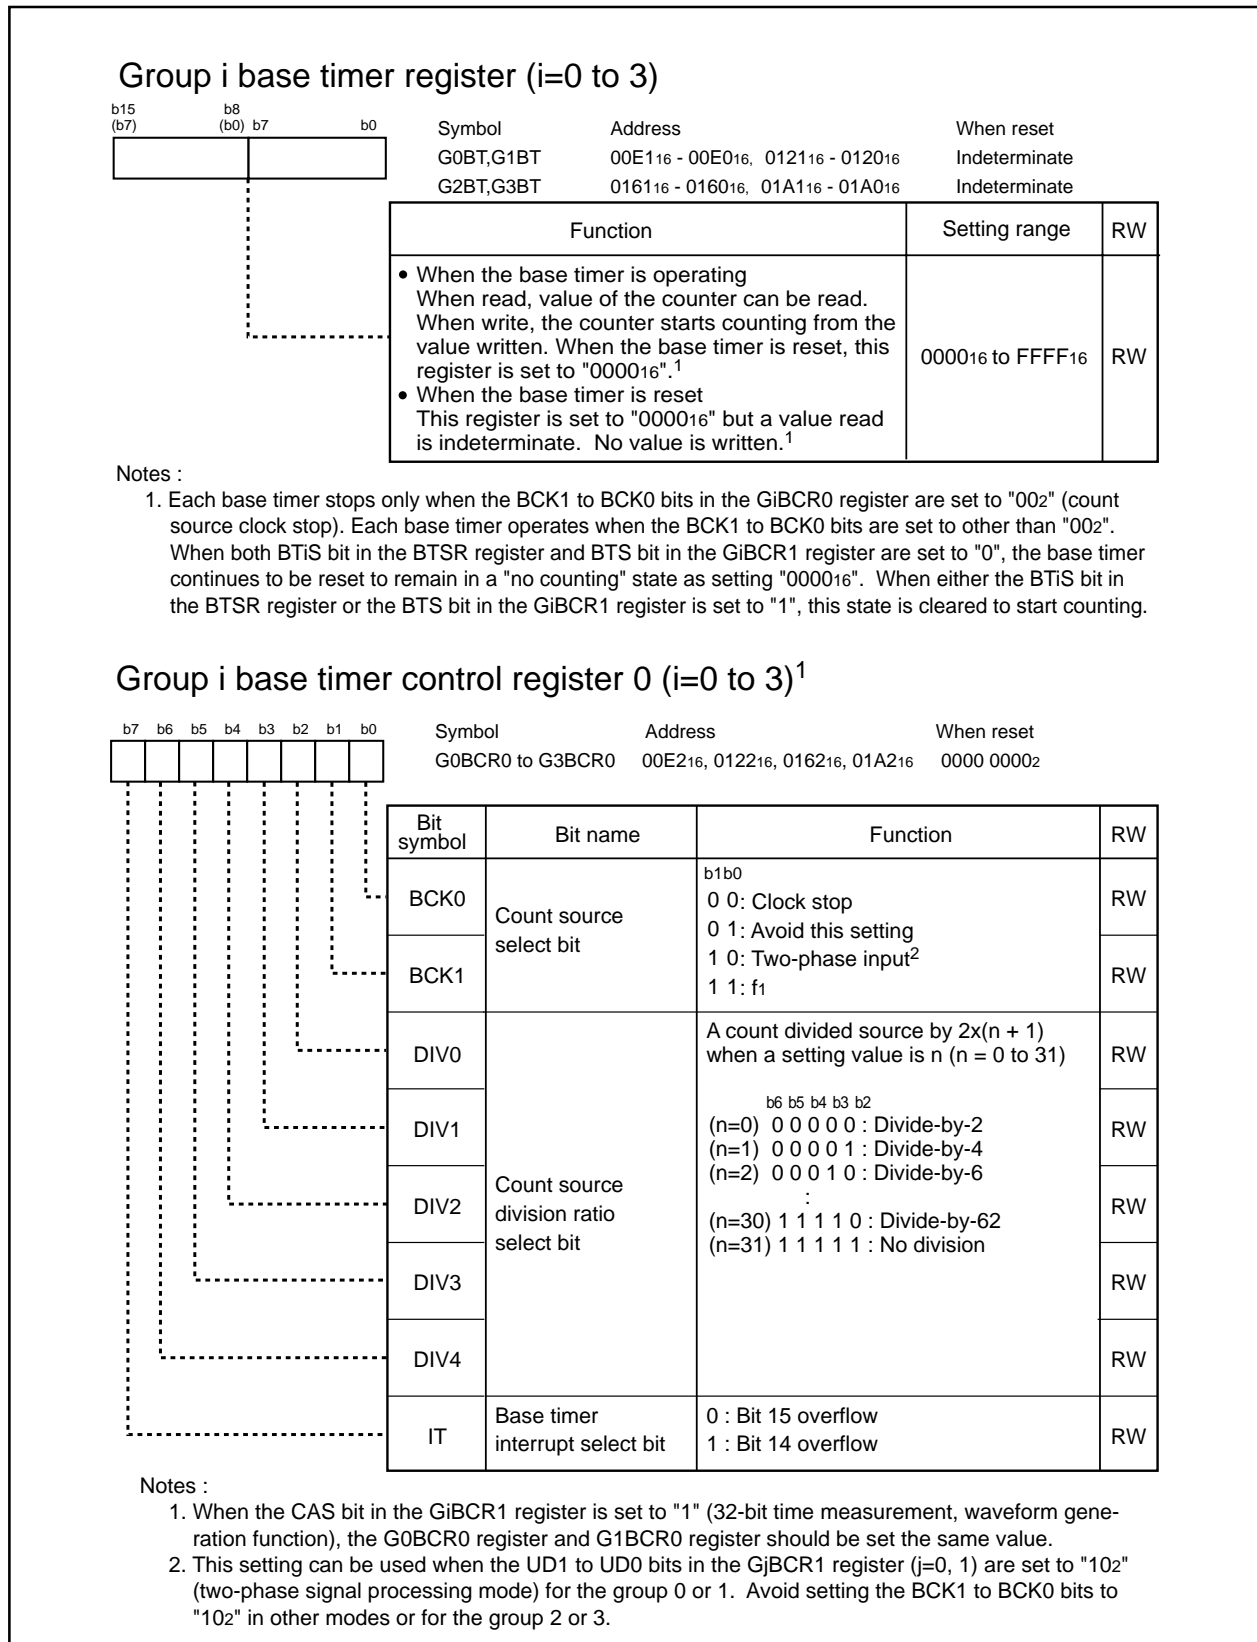 Group i base timer register (i=0 to 3)
b15 b8
(b7) (b0) b7 b0
Symbol Address When reset
G0BT,G1BT 00E116 - 00E016, 012116 - 012016 Indeterminate
G2BT,G3BT 016116 - 016016, 01A116 - 01A016 Indeterminate
Function Setting range RW
• When the base timer is operating
When read, value of the counter can be read.
When write, the counter starts counting from the
value written. When the base timer is reset, this
register is set to "000016".1
000016 to FFFF16 RW
• When the base timer is reset
This register is set to "000016" but a value read
is indeterminate. No value is written.1
Notes :
1. Each base timer stops only when the BCK1 to BCK0 bits in the GiBCR0 register are set to "002" (count
source clock stop). Each base timer operates when the BCK1 to BCK0 bits are set to other than "002".
When both BTiS bit in the BTSR register and BTS bit in the GiBCR1 register are set to "0", the base timer
continues to be reset to remain in a "no counting" state as setting "000016". When either the BTiS bit in
the BTSR register or the BTS bit in the GiBCR1 register is set to "1", this state is cleared to start counting.
Group i base timer control register 0 (i=0 to 3)1
b7 b6 b5 b4 b3 b2 b1 b0
Symbol Address When reset
G0BCR0 to G3BCR0 00E216, 012216, 016216, 01A216 0000 00002
Bit
symbol
Bit name Function RW
BCK0 RW
BCK1 RW
Count source
select bit
b1b0
0 0: Clock stop
0 1: Avoid this setting
1 0: Two-phase input2
1 1: f1
DIV0 RW
DIV1 RW
DIV2 RW
DIV3 RW
DIV4 RW
Count source
division ratio
select bit
A count divided source by 2x(n + 1)
when a setting value is n (n = 0 to 31)
b6 b5 b4 b3 b2
(n=0) 0 0 0 0 0 : Divide-by-2
(n=1) 0 0 0 0 1 : Divide-by-4
(n=2) 0 0 0 1 0 : Divide-by-6
:
(n=30) 1 1 1 1 0 : Divide-by-62
(n=31) 1 1 1 1 1 : No division
IT RW
Base timer
interrupt select bit
0 : Bit 15 overflow
1 : Bit 14 overflow
Notes :
1. When the CAS bit in the GiBCR1 register is set to "1" (32-bit time measurement, waveform gene-
ration function), the G0BCR0 register and G1BCR0 register should be set the same value.
2. This setting can be used when the UD1 to UD0 bits in the GjBCR1 register (j=0, 1) are set to "102"
(two-phase signal processing mode) for the group 0 or 1. Avoid setting the BCK1 to BCK0 bits to
"102" in other modes or for the group 2 or 3.